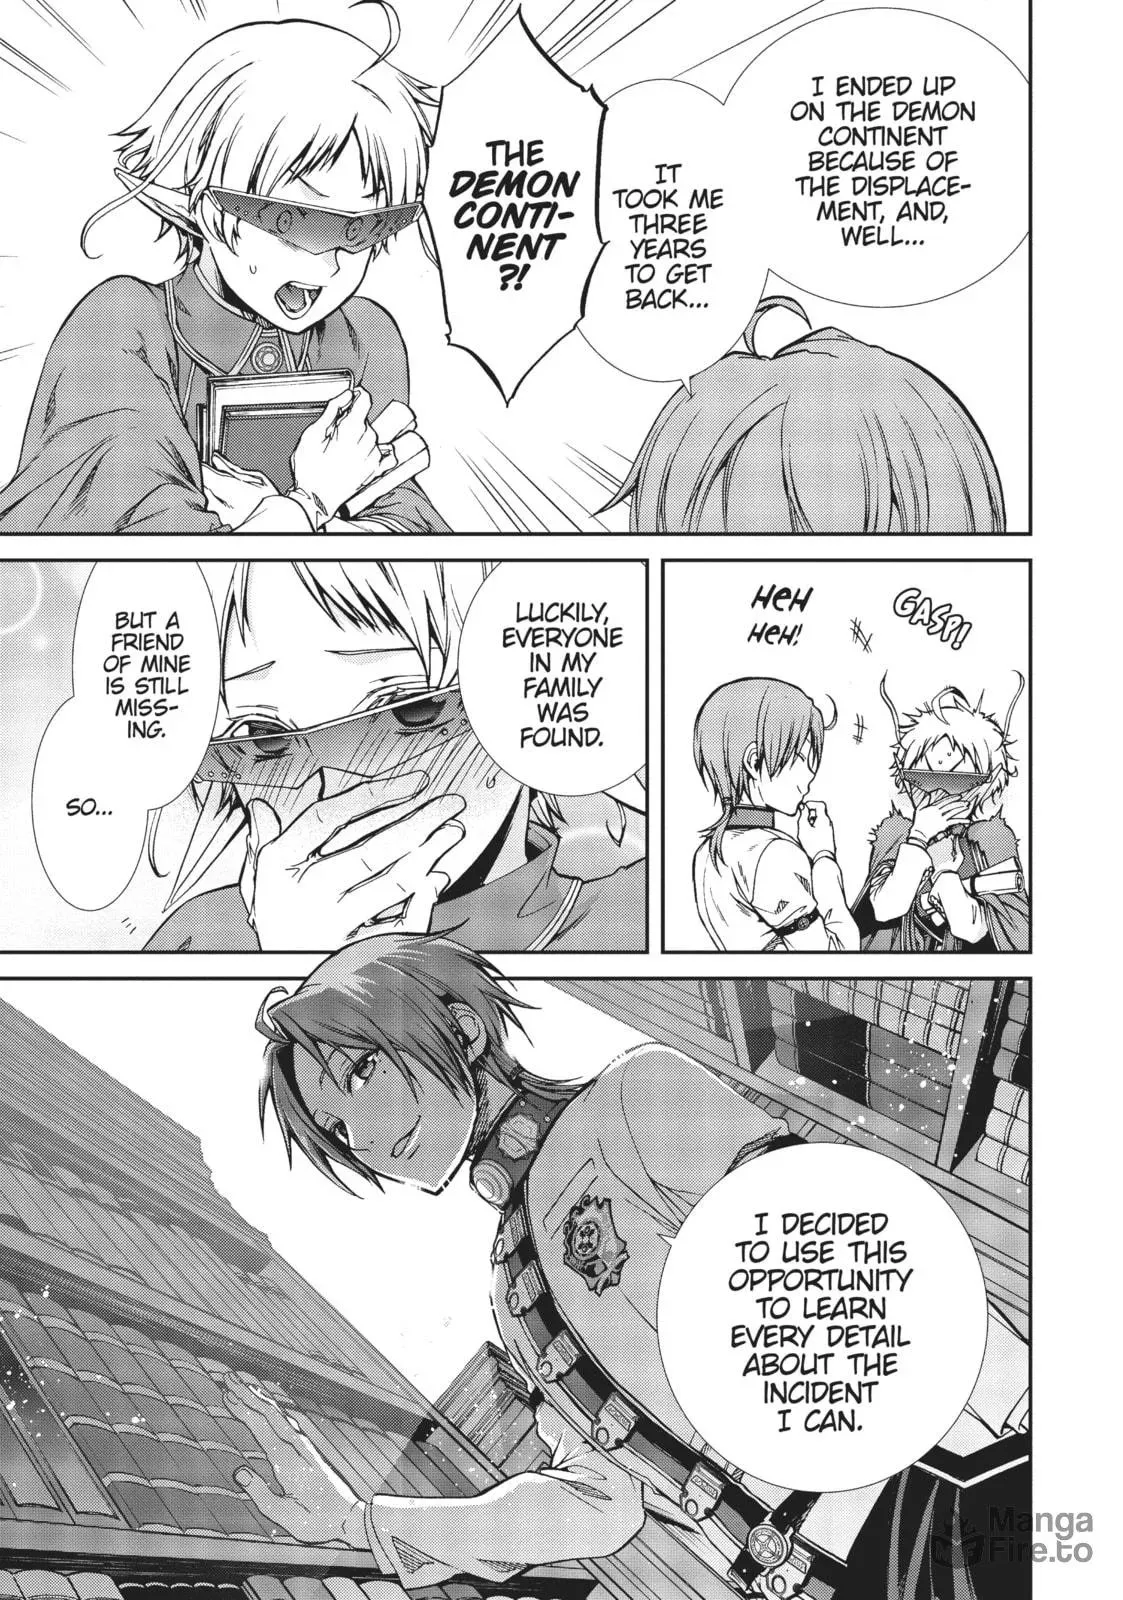 I ENDED UP
ON THE DEMON
CONTINENT
BECAUSE OF
THE DISPLACE-
MENT, AND,
WELL...
IT
TOOK ME
THREE
YEARS
TO GET
BACK...
THE
DEMON
CONTI-
NENT
?!
HEH
HEH!
GASP!
LUCKILY,
EVERYONE
IN MY
FAMILY
WAS
FOUND.
BUT A
FRIEND
OF MINE
IS STILL
MISS-
ING.
SO...
I DECIDED
TO USE THIS
OPPORTUNITY
TO LEARN
EVERY DETAIL
ABOUT THE
INCIDENT
I CAN.
Manga
Fire.to